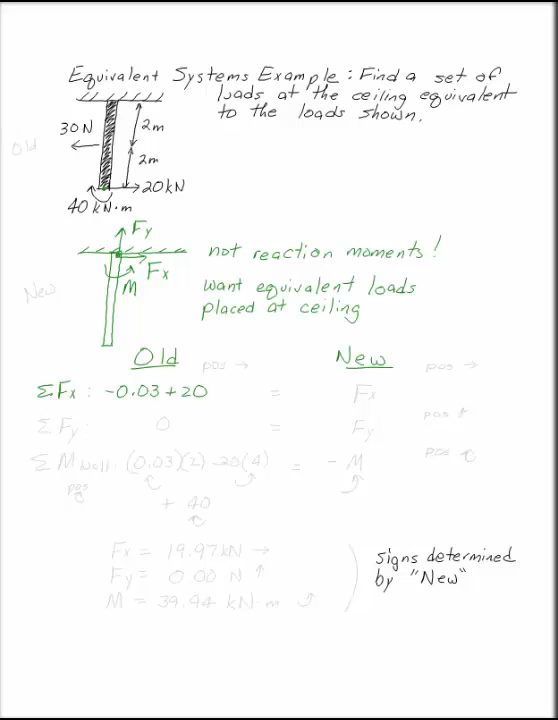 Equivalent Systems Example: Find a set of
loads at the ceiling equivalent
to the loads shown.
Old
30N
2m
2m
20kN
40 kN·m
Fy
Fx
M
New
not reaction moments!
want equivalent loads
placed at ceiling
Old pos → New pos →
ΣFx: -0.03+20 = Fx
ΣFy: 0 = Fy pos ↑
ΣM wall: (0.03)(2) -20(4) = -M pos
pos + 40
Fx = 19.97kN →
Fy = 0.00 N ↑
M = 39.94 kN·m
signs determined
by "New"